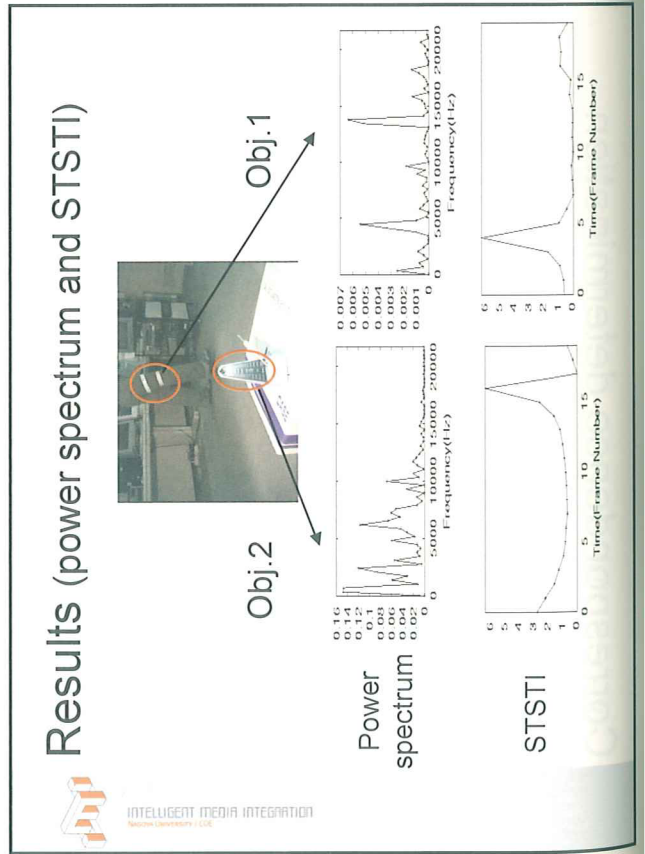 Results (power spectrum and STSTI)
Obj.2
Obj.1
Power
spectrum
0.16
0.14
0.12
0.1
0.08
0.06
0.04
0.02
0
0 5000 10000 15000 20000
Frequency(Hz)
0.007
0.006
0.005
0.004
0.003
0.002
0.001
0
0 5000 10000 15000 20000
Frequency(Hz)
STSTI
6
5
4
3
2
1
0
0 5 10 15
Time(Frame Number)
6
5
4
3
2
1
0
0 5 10 15
Time(Frame Number)
INTELLIGENT MEDIA INTEGRATION
NAGOYA UNIVERSITY / COE